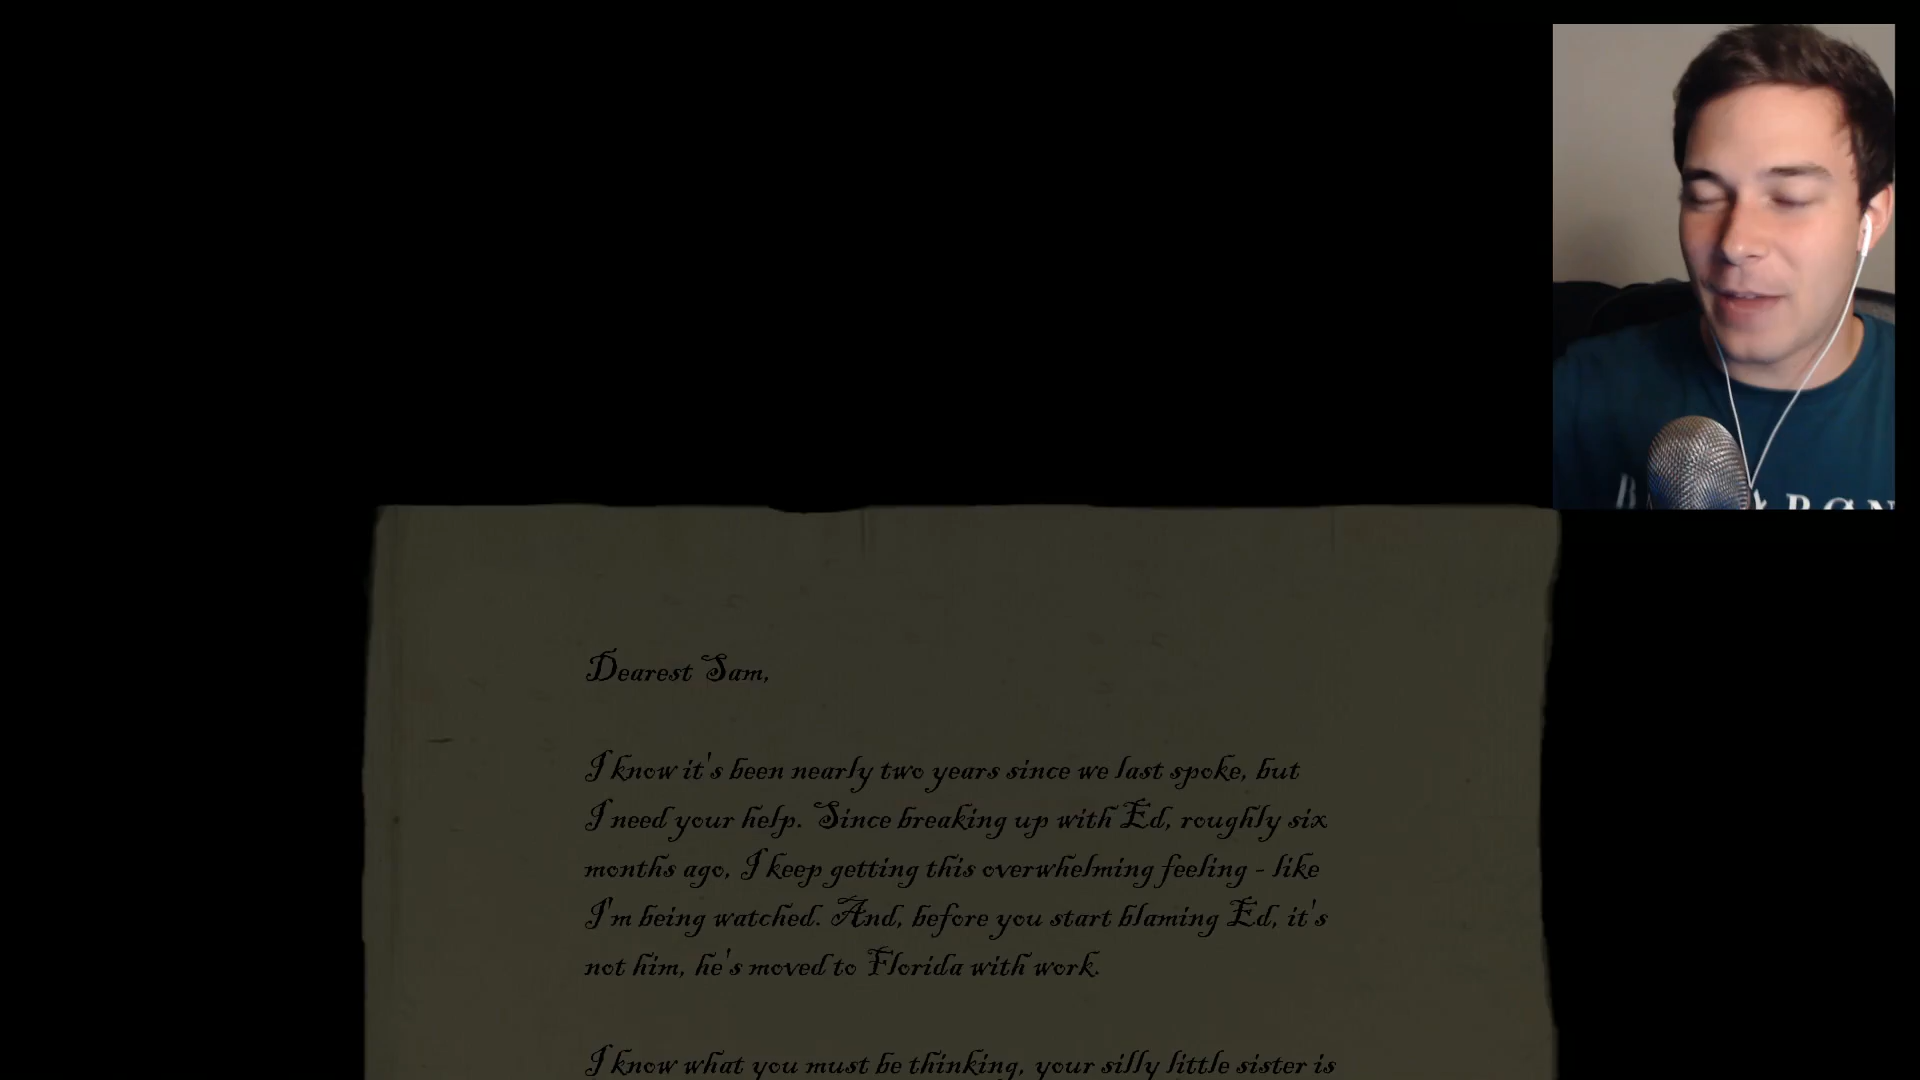 Dearest Sam,
I know it's been nearly two years since we last spoke, but
I need your help. Since breaking up with Ed, roughly six
months ago, I keep getting this overwhelming feeling - like
I'm being watched. And, before you start blaming Ed, it's
not him, he's moved to Florida with work.
I know what you must be thinking, your silly little sister is